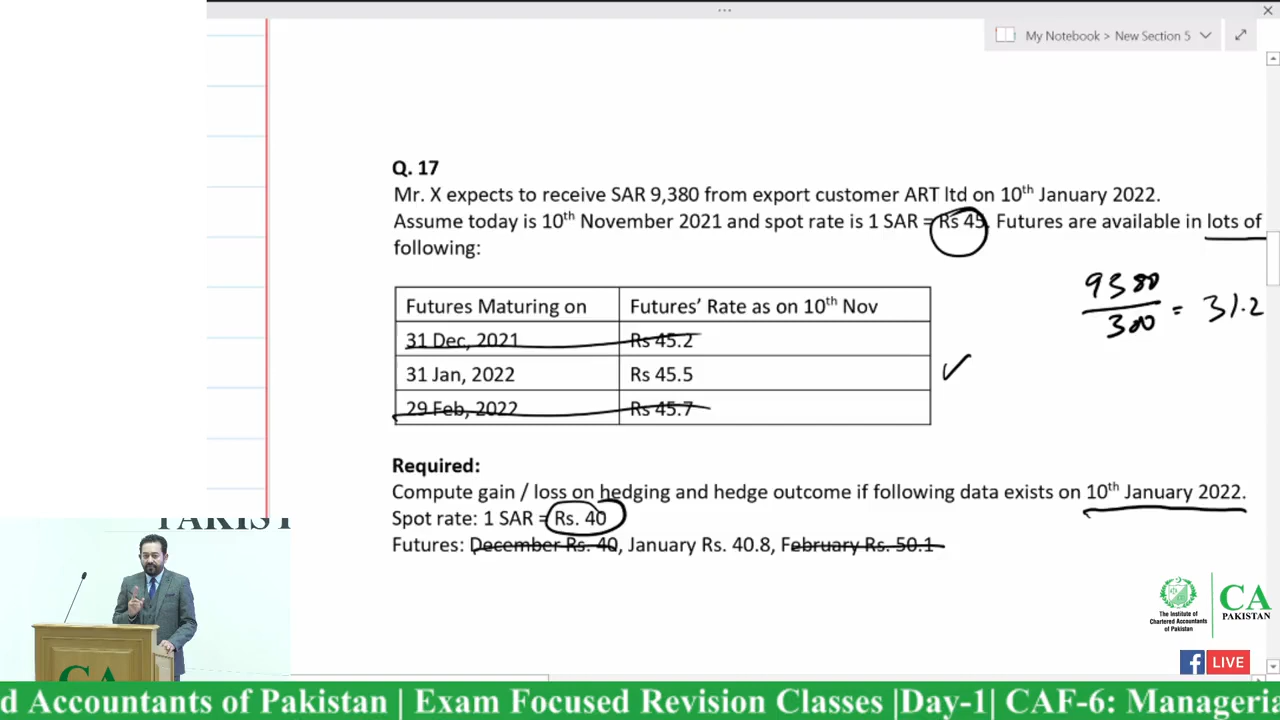 ...
My Notebook > New Section 5
Q. 17
Mr. X expects to receive SAR 9,380 from export customer ART ltd on 10th January 2022.
Assume today is 10th November 2021 and spot rate is 1 SAR = Rs 45. Futures are available in lots of
following:
9380
300 = 31.2
Futures Maturing on Futures' Rate as on 10th Nov
31 Dec, 2021 Rs 45.2
31 Jan, 2022 Rs 45.5 ✓
29 Feb, 2022 Rs 45.7
Required:
Compute gain / loss on hedging and hedge outcome if following data exists on 10th January 2022.
Spot rate: 1 SAR = Rs. 40
Futures: December Rs. 40, January Rs. 40.8, February Rs. 50.1
PAKIST
CA
The Institute of
Chartered Accountants
of Pakistan
CA
PAKISTAN
f LIVE
d Accountants of Pakistan | Exam Focused Revision Classes |Day-1| CAF-6: Manageria